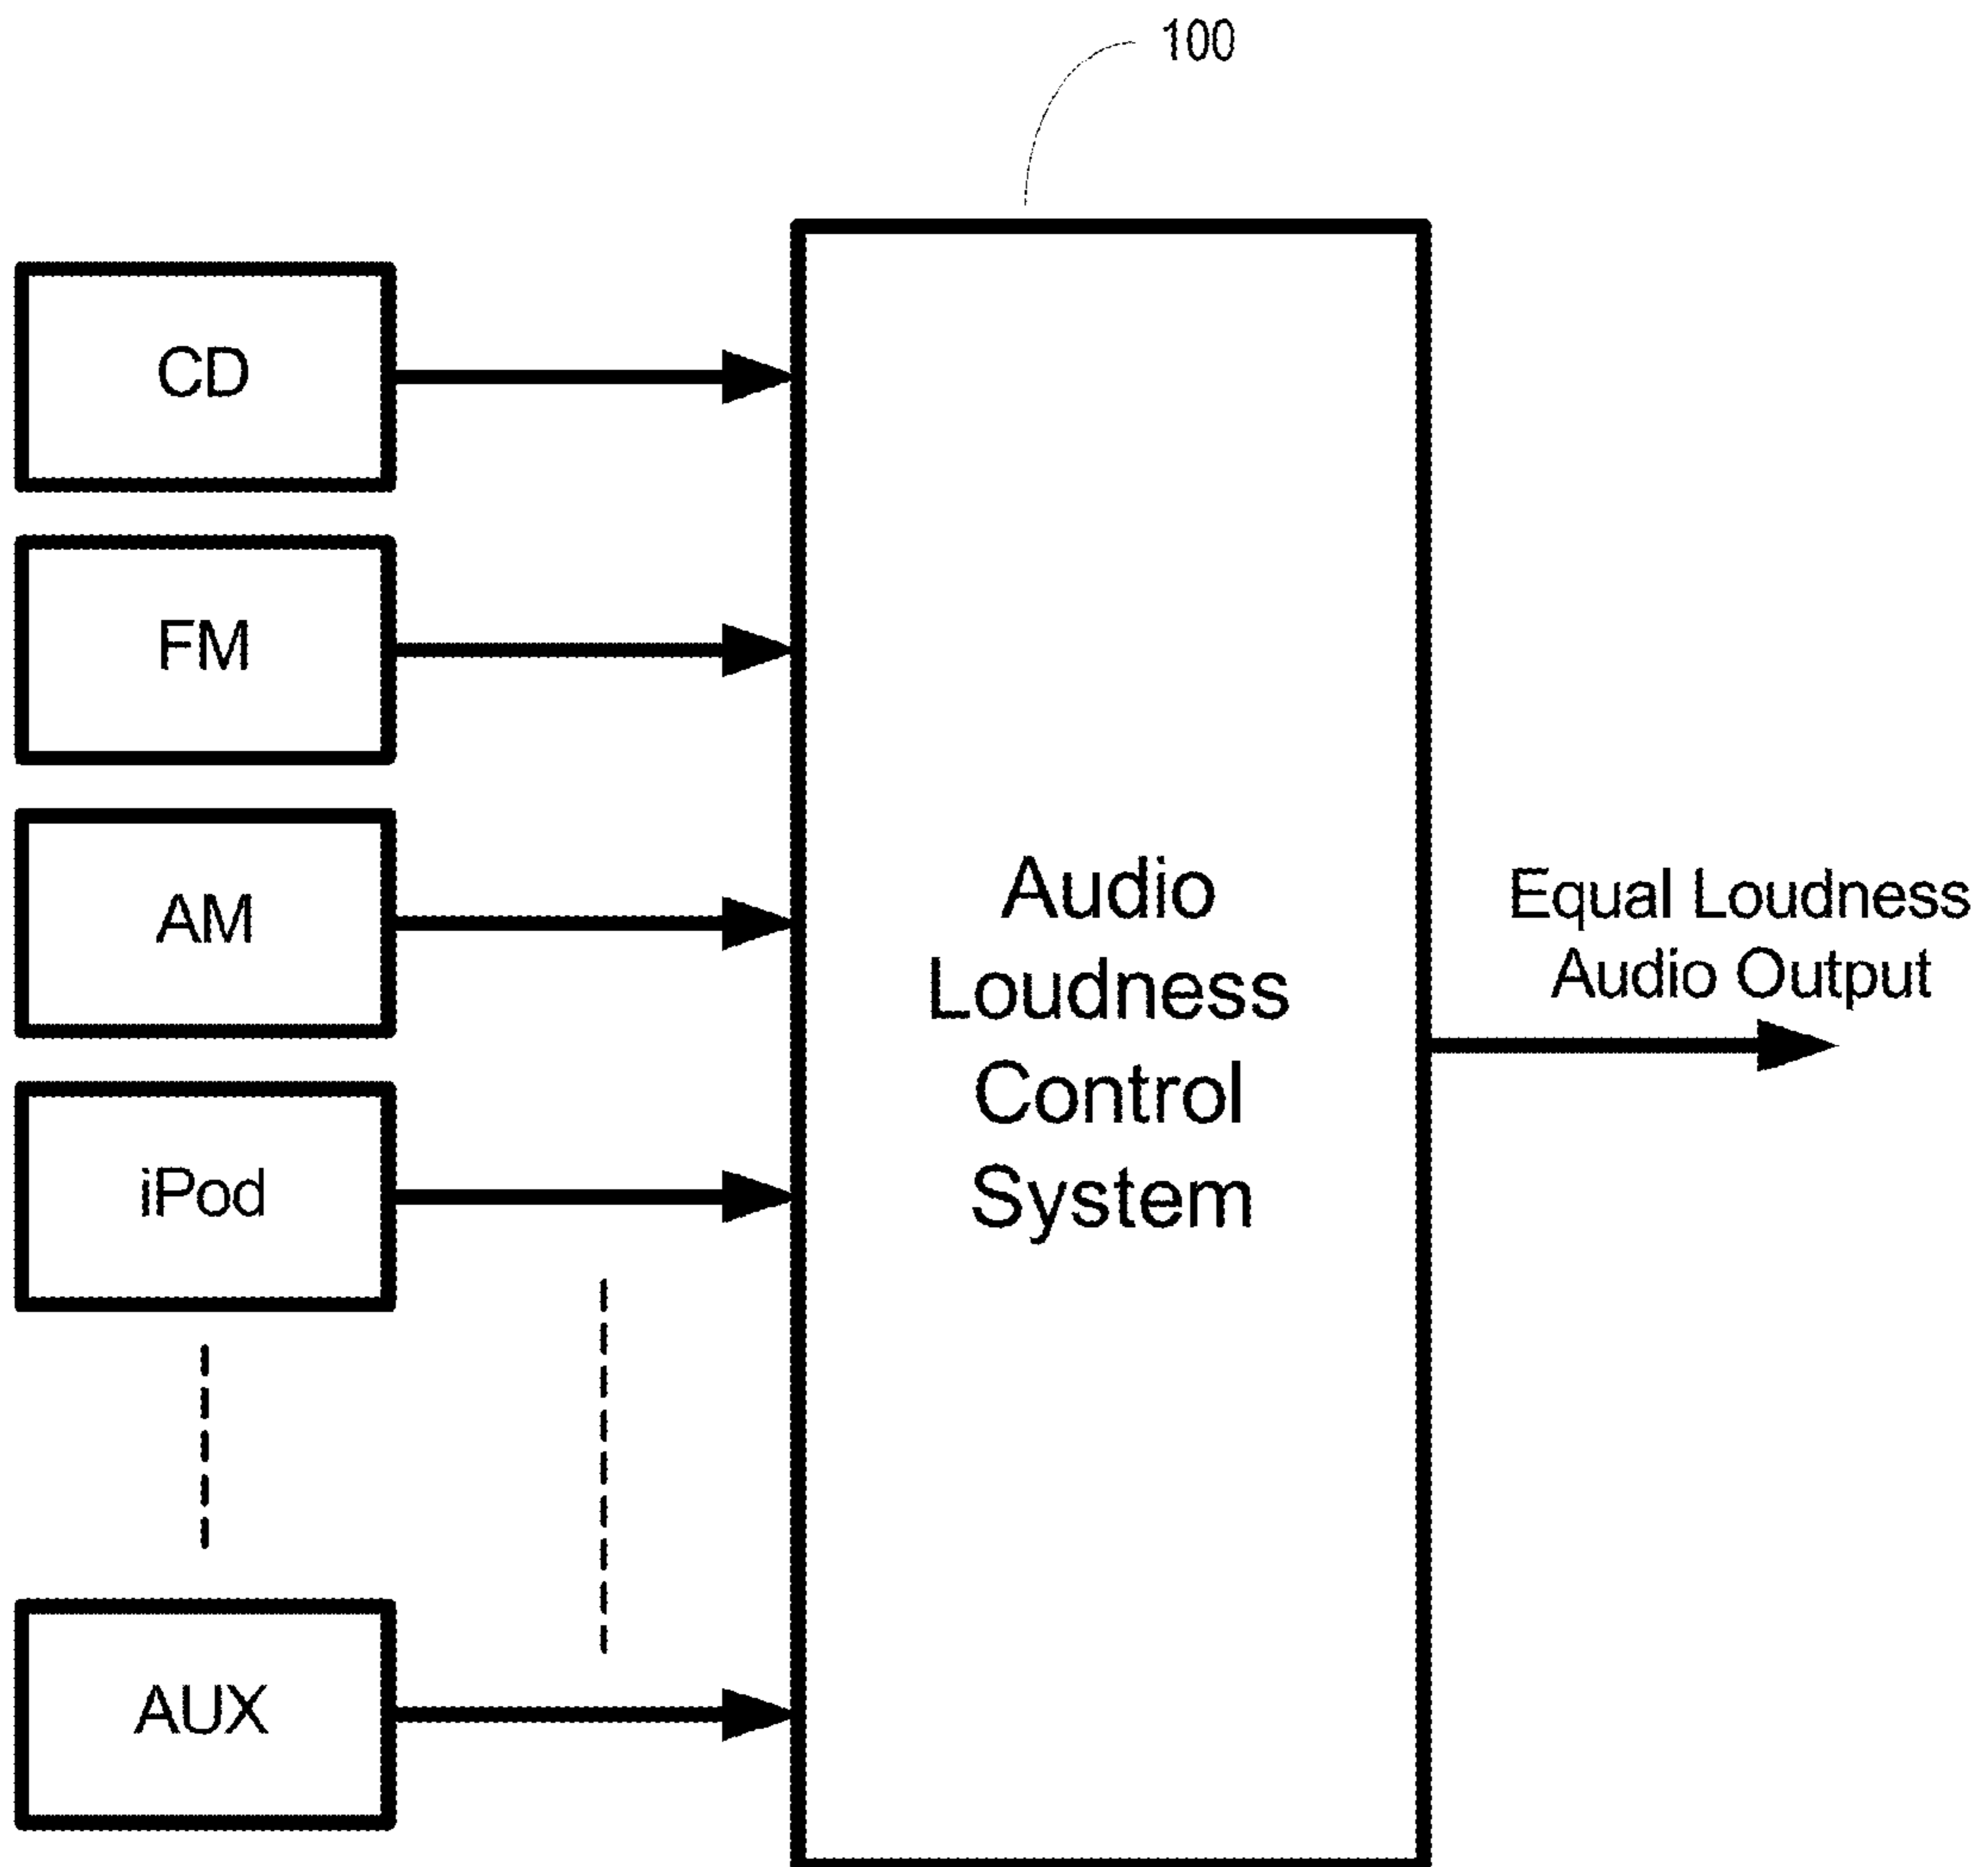 100
CD
FM
AM
iPod
AUX
Audio
Loudness
Control
System
Equal Loudness
Audio Output